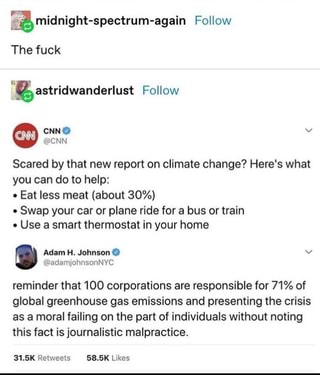 midnight-spectrum-again Follow
The fuck
astridwanderlust Follow
CNN
CNN
@CNN
Scared by that new report on climate change? Here's what
you can do to help:
• Eat less meat (about 30%)
• Swap your car or plane ride for a bus or train
• Use a smart thermostat in your home
Adam H. Johnson
@adamjohnsonNYC
reminder that 100 corporations are responsible for 71% of
global greenhouse gas emissions and presenting the crisis
as a moral failing on the part of individuals without noting
this fact is journalistic malpractice.
31.5K Retweets 58.5K Likes